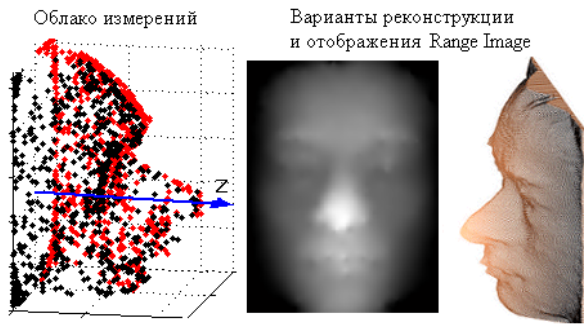 Облако измерений
Варианты реконструкции
и отображения Range Image
Z